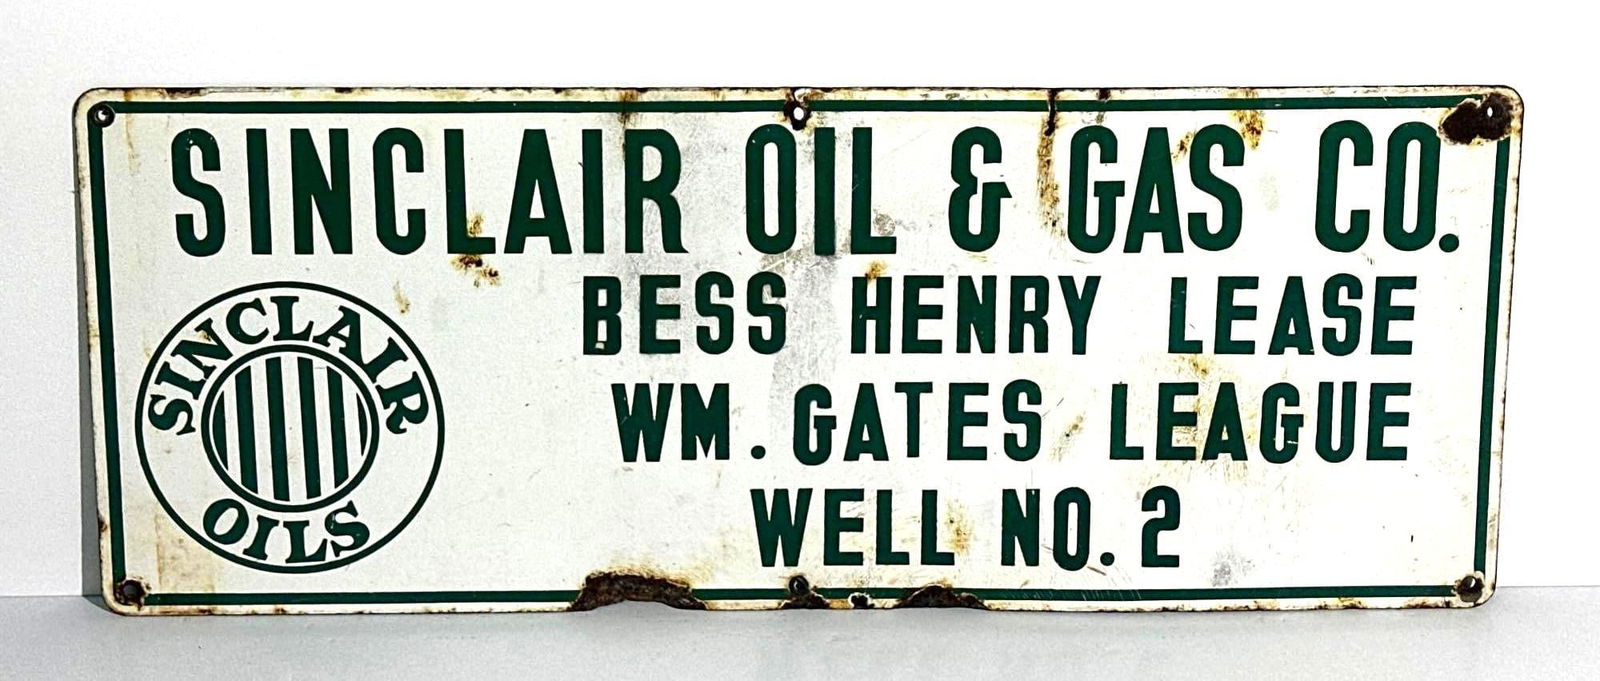 SINCLAIR OIL & GAS CO.
BESS HENRY LEASE
WM. GATES LEAGUE
WELL NO. 2
SINCLAIR
OILS